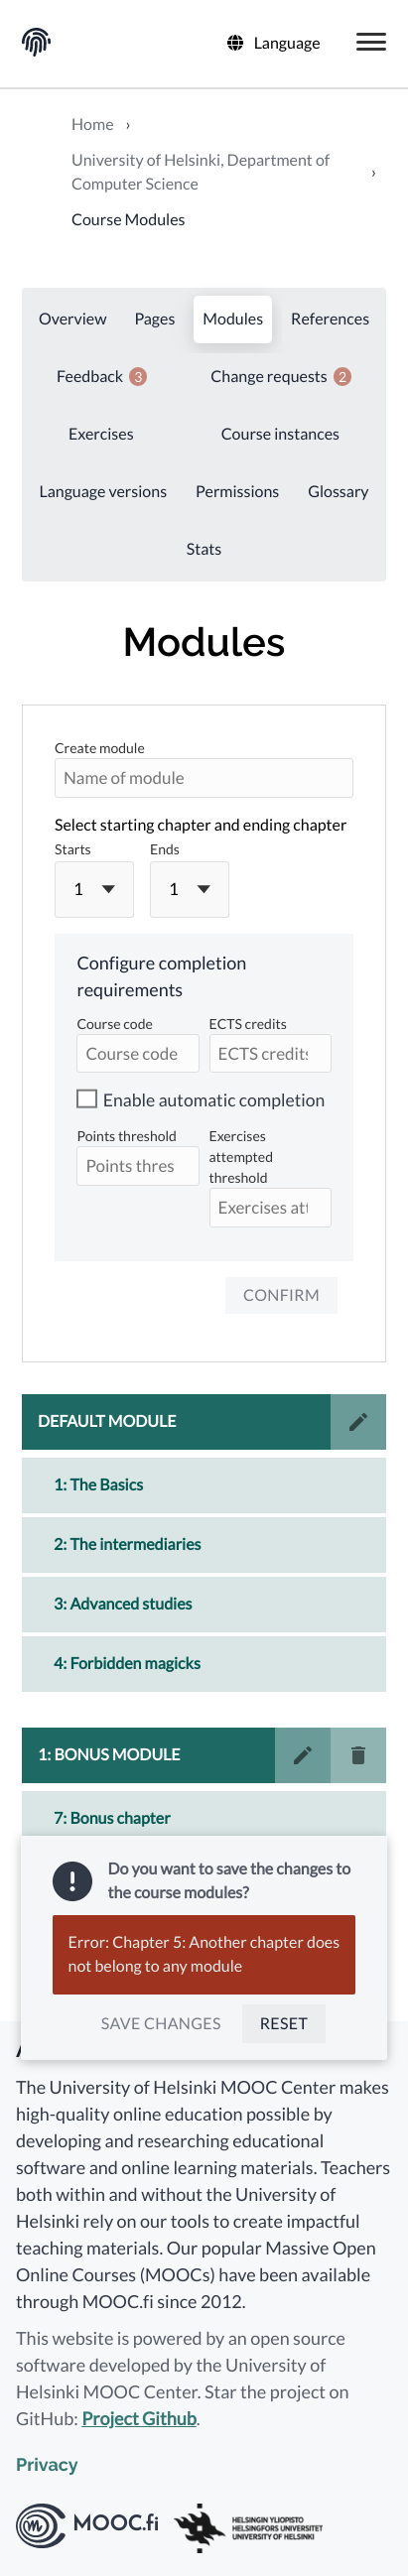 Language
Home ›
University of Helsinki, Department of
Computer Science ›
Course Modules
Overview Pages Modules References
Feedback 3 Change requests 2
Exercises Course instances
Language versions Permissions Glossary
Stats
Modules
Create module
Name of module
Select starting chapter and ending chapter
Starts Ends
1 1
Configure completion
requirements
Course code ECTS credits
Course code ECTS credits
Enable automatic completion
Points threshold Exercises
attempted
threshold
Points thres Exercises att
CONFIRM
DEFAULT MODULE
1: The Basics
2: The intermediaries
3: Advanced studies
4: Forbidden magicks
1: BONUS MODULE
7: Bonus chapter
Do you want to save the changes to
the course modules?
Error: Chapter 5: Another chapter does
not belong to any module
SAVE CHANGES RESET
The University of Helsinki MOOC Center makes
high-quality online education possible by
developing and researching educational
software and online learning materials. Teachers
both within and without the University of
Helsinki rely on our tools to create impactful
teaching materials. Our popular Massive Open
Online Courses (MOOCs) have been available
through MOOC.fi since 2012.
This website is powered by an open source
software developed by the University of
Helsinki MOOC Center. Star the project on
GitHub: Project Github.
Privacy
MOOC.fi
HELSINGIN YLIOPISTO
HELSINGFORS UNIVERSITET
UNIVERSITY OF HELSINKI